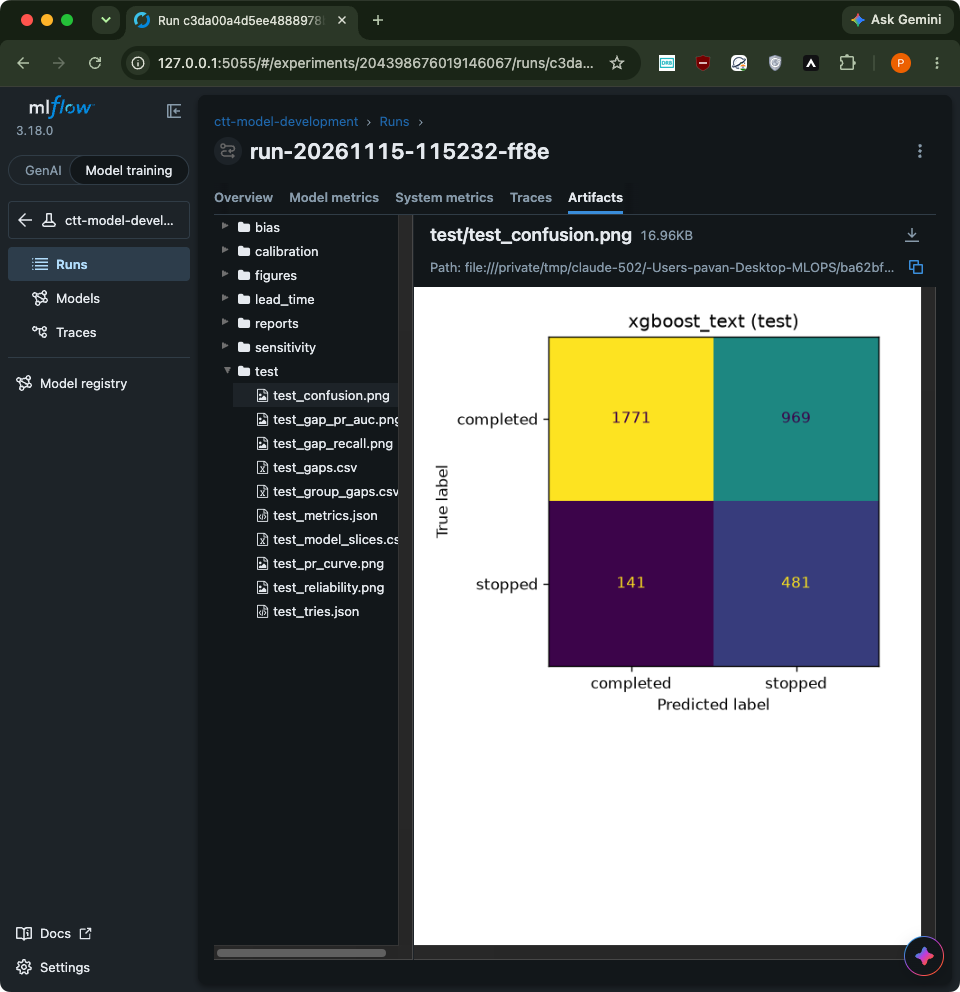 Run c3da00a4d5ee4888978
Ask Gemini
127.0.0.1:5055/#/experiments/204398676019146067/runs/c3da...
P
mlflow
3.18.0
GenAI
Model training
ctt-model-devel...
Runs
Models
Traces
Model registry
Docs
Settings
ctt-model-development › Runs ›
run-20261115-115232-ff8e
Overview Model metrics System metrics Traces Artifacts
bias
calibration
figures
lead_time
reports
sensitivity
test
test_confusion.png
test_gap_pr_auc.png
test_gap_recall.png
test_gaps.csv
test_group_gaps.csv
test_metrics.json
test_model_slices.cs
test_pr_curve.png
test_reliability.png
test_tries.json
test/test_confusion.png 16.96KB
Path: file:///private/tmp/claude-502/-Users-pavan-Desktop-MLOPS/ba62bf...
xgboost_text (test)
True label
completed
1771 969
stopped
141 481
completed stopped
Predicted label